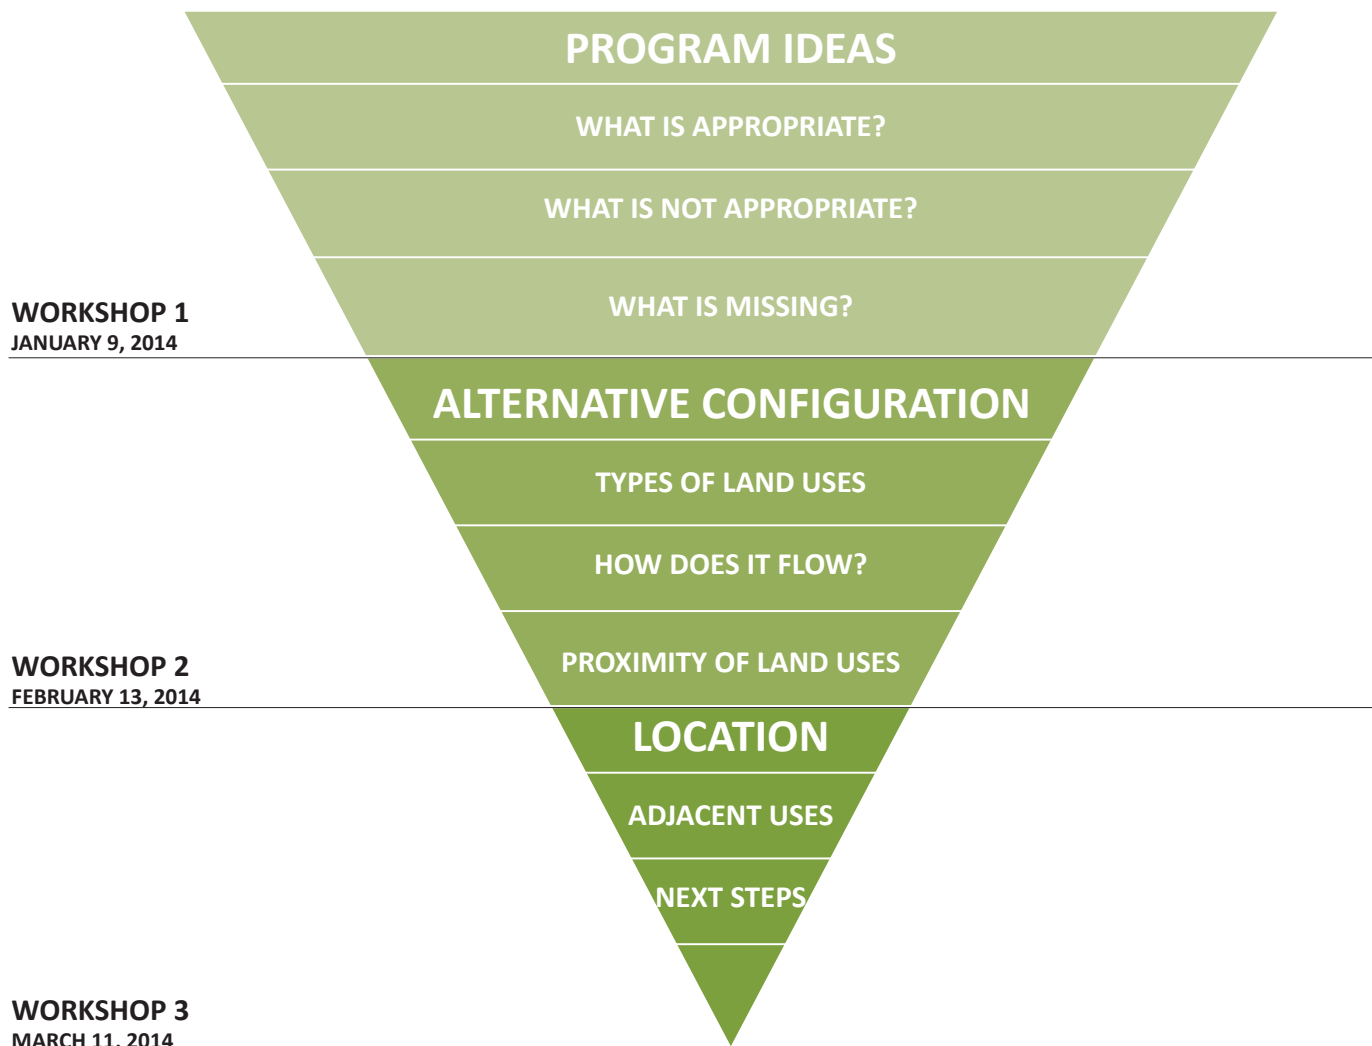 PROGRAM IDEAS
WHAT IS APPROPRIATE?
WHAT IS NOT APPROPRIATE?
WHAT IS MISSING?
WORKSHOP 1
JANUARY 9, 2014
ALTERNATIVE CONFIGURATION
TYPES OF LAND USES
HOW DOES IT FLOW?
PROXIMITY OF LAND USES
WORKSHOP 2
FEBRUARY 13, 2014
LOCATION
ADJACENT USES
NEXT STEPS
WORKSHOP 3
MARCH 11, 2014